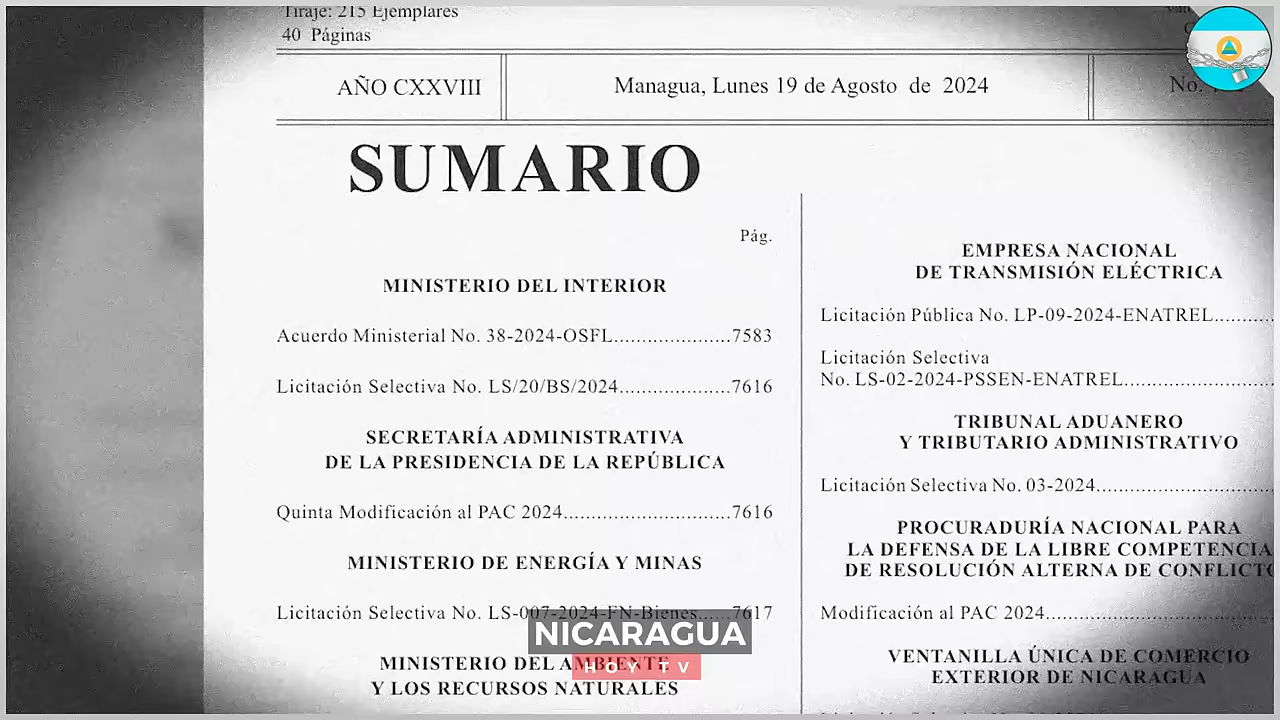 Tiraje: 215 Ejemplares
40 Páginas
AÑO CXXVIII
Managua, Lunes 19 de Agosto de 2024
No.
SUMARIO
Pág.
MINISTERIO DEL INTERIOR
Acuerdo Ministerial No. 38-2024-OSFL.....................7583
Licitación Selectiva No. LS/20/BS/2024....................7616
SECRETARÍA ADMINISTRATIVA
DE LA PRESIDENCIA DE LA REPÚBLICA
Quinta Modificación al PAC 2024..............................7616
MINISTERIO DE ENERGÍA Y MINAS
Licitación Selectiva No. LS-007-2024-FN-Bienes......7617
MINISTERIO DEL AMBIENTE
Y LOS RECURSOS NATURALES
EMPRESA NACIONAL
DE TRANSMISIÓN ELÉCTRICA
Licitación Pública No. LP-09-2024-ENATREL...........
Licitación Selectiva
No. LS-02-2024-PSSEN-ENATREL...........................
TRIBUNAL ADUANERO
Y TRIBUTARIO ADMINISTRATIVO
Licitación Selectiva No. 03-2024................................
PROCURADURÍA NACIONAL PARA
LA DEFENSA DE LA LIBRE COMPETENCIA
DE RESOLUCIÓN ALTERNA DE CONFLICTO
Modificación al PAC 2024.........................................
VENTANILLA ÚNICA DE COMERCIO
EXTERIOR DE NICARAGUA
NICARAGUA
HOY TV